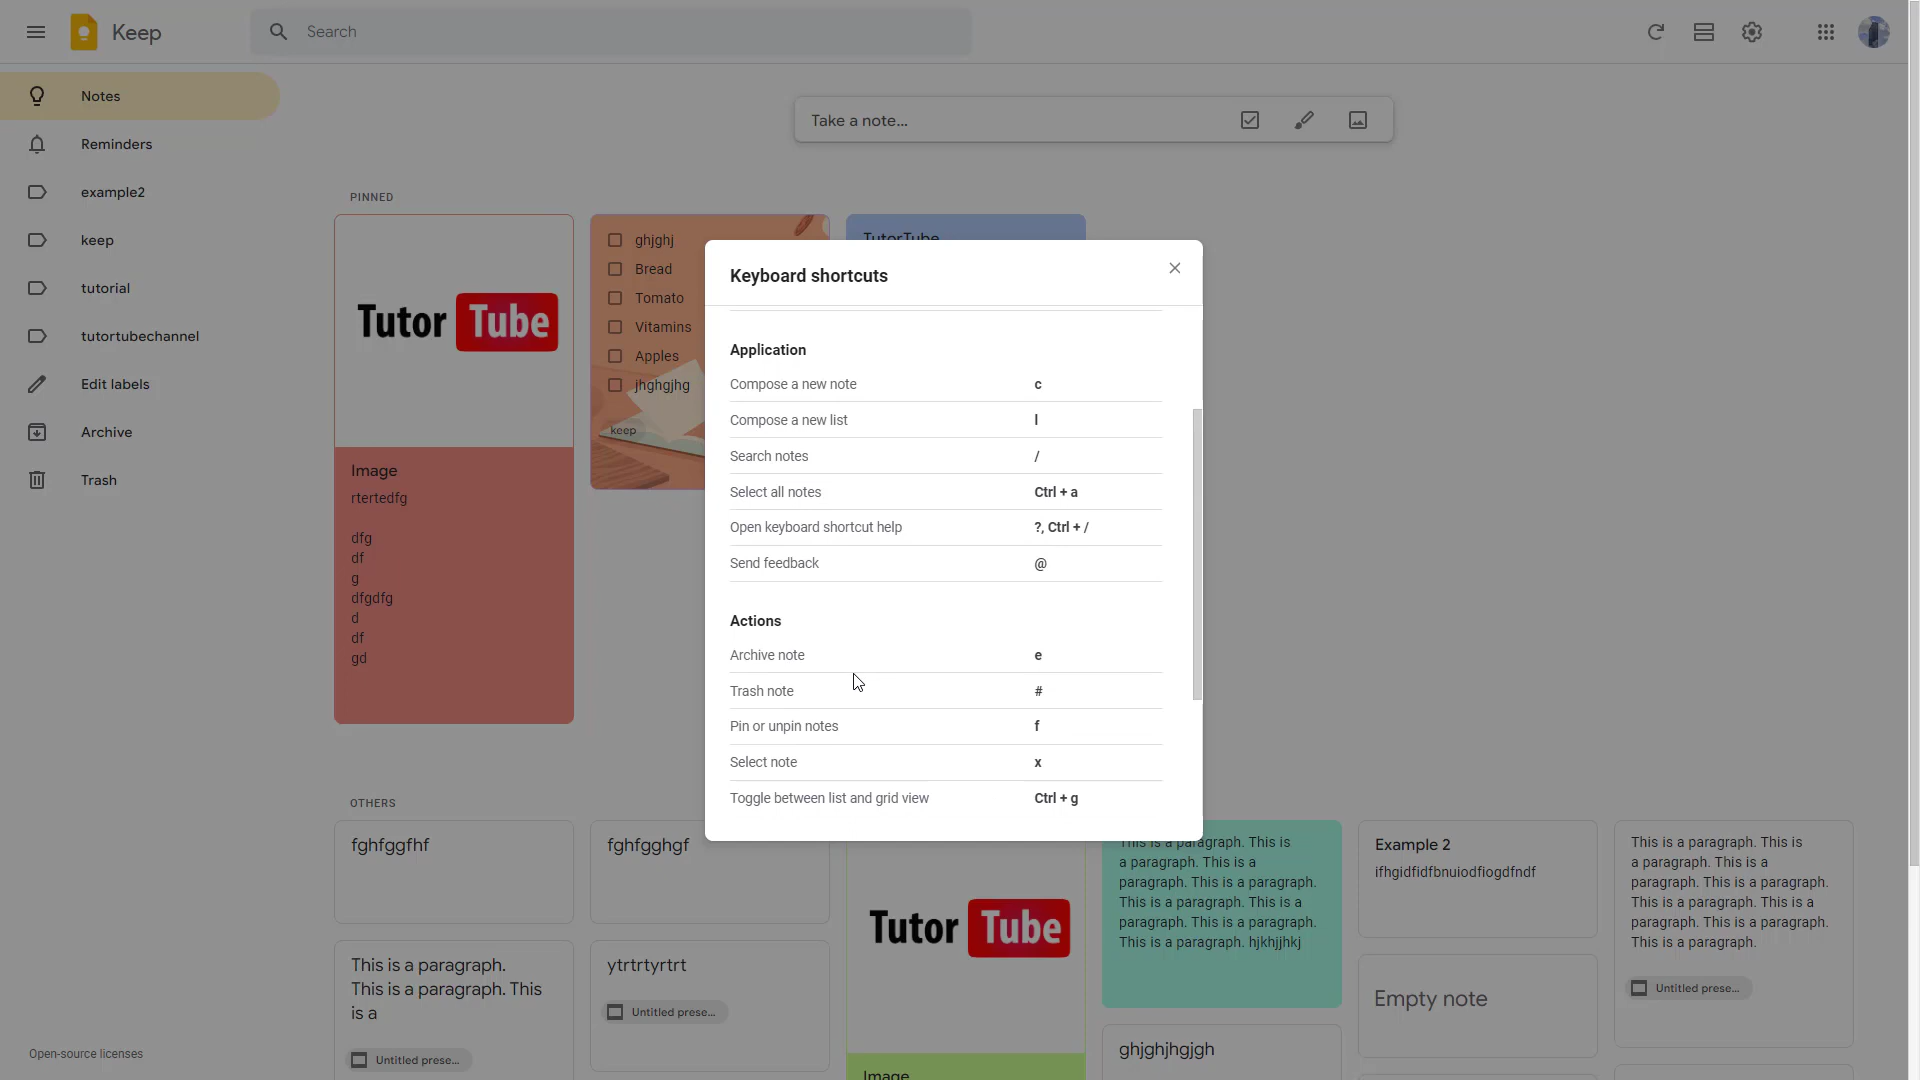 Keep
Search
Notes
Reminders
example2
keep
tutorial
tutortubechannel
Edit labels
Archive
Trash
Open-source licenses
Take a note...
PINNED
Tutor Tube
Image
rtertedfg
dfg
df
g
dfgdfg
d
df
gd
ghjghj
Bread
Tomato
Vitamins
Apples
jhghgjhg
keep
TutorTube
Keyboard shortcuts
Application
Compose a new note c
Compose a new list l
Search notes /
Select all notes Ctrl + a
Open keyboard shortcut help ?, Ctrl + /
Send feedback @
Actions
Archive note e
Trash note #
Pin or unpin notes f
Select note x
Toggle between list and grid view Ctrl + g
OTHERS
fghfggfhf
This is a paragraph.
This is a paragraph. This
is a
Untitled prese...
fghfgghgf
ytrtrtyrtrt
Untitled prese...
Tutor Tube
Image
This is a paragraph. This is
a paragraph. This is a
paragraph. This is a paragraph.
This is a paragraph. This is a
paragraph. This is a paragraph.
This is a paragraph. hjkhjjhkj
ghjghjhgjgh
Example 2
ifhgidfidfbnuiodfiogdfndf
Empty note
This is a paragraph. This is
a paragraph. This is a
paragraph. This is a paragraph.
This is a paragraph. This is a
paragraph. This is a paragraph.
This is a paragraph.
Untitled prese...